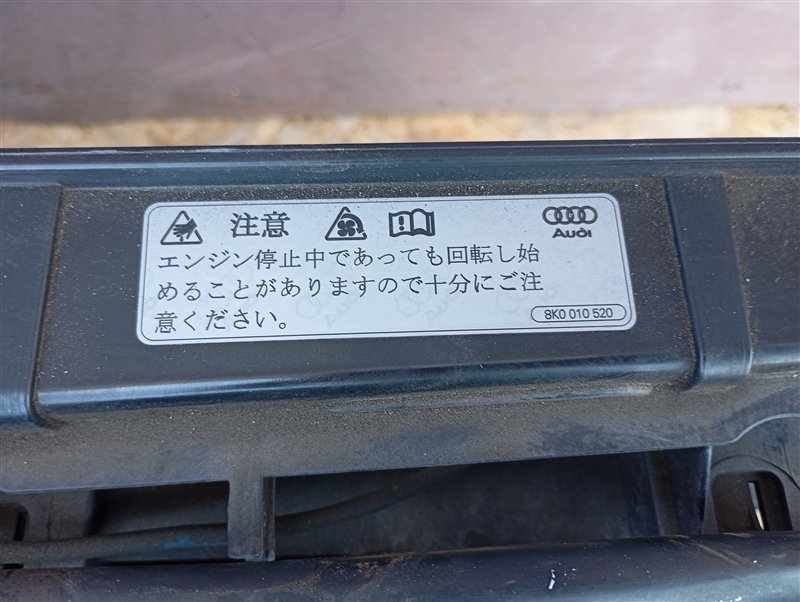 注意
Audi
エンジン停止中であっても回転し始
めることがありますので十分にご注
意ください。
8K0 010 520